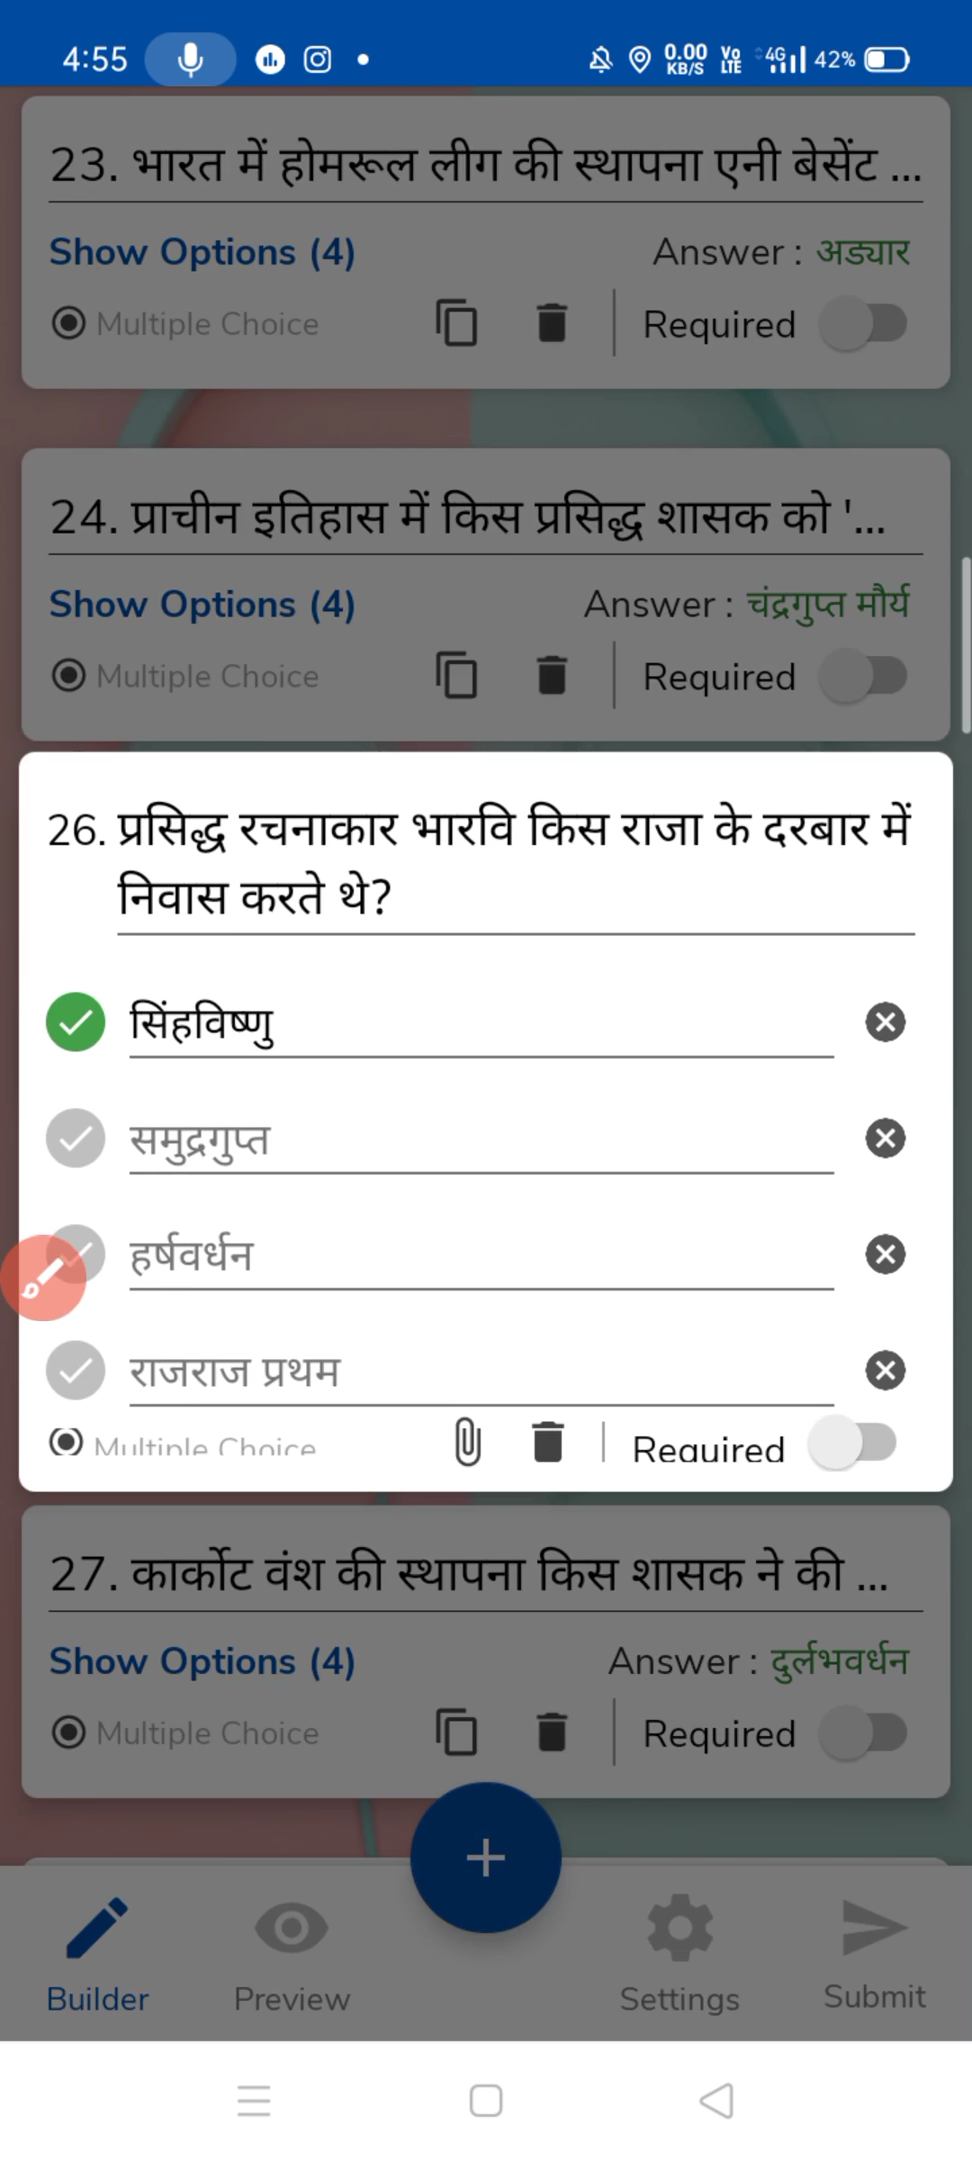 4:55
0.00 KB/S Vo LTE 4G 42%
23. भारत में होमरूल लीग की स्थापना एनी बेसेंट ...
Show Options (4) Answer : अड्यार
Multiple Choice Required
24. प्राचीन इतिहास में किस प्रसिद्ध शासक को '...
Show Options (4) Answer : चंद्रगुप्त मौर्य
Multiple Choice Required
26. प्रसिद्ध रचनाकार भारवि किस राजा के दरबार में
निवास करते थे?
सिंहविष्णु
समुद्रगुप्त
हर्षवर्धन
राजराज प्रथम
Multiple Choice Required
27. कार्कोट वंश की स्थापना किस शासक ने की ...
Show Options (4) Answer : दुर्लभवर्धन
Multiple Choice Required
Builder Preview + Settings Submit